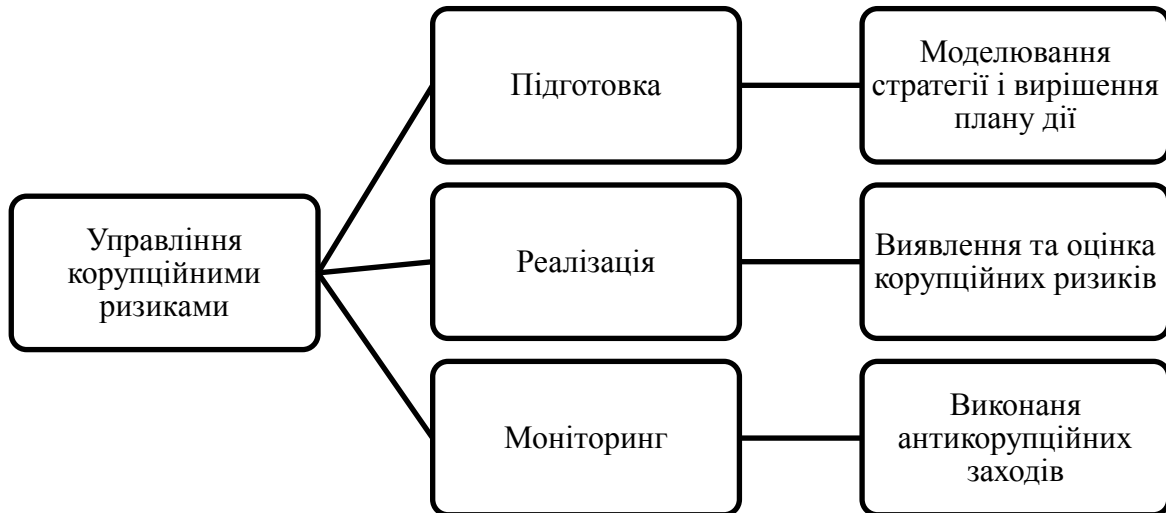 Управління
корупційними
ризиками
Підготовка
Моделювання
стратегії і вирішення
плану дії
Реалізація
Виявлення та оцінка
корупційних ризиків
Моніторинг
Виконаня
антикорупційних
заходів